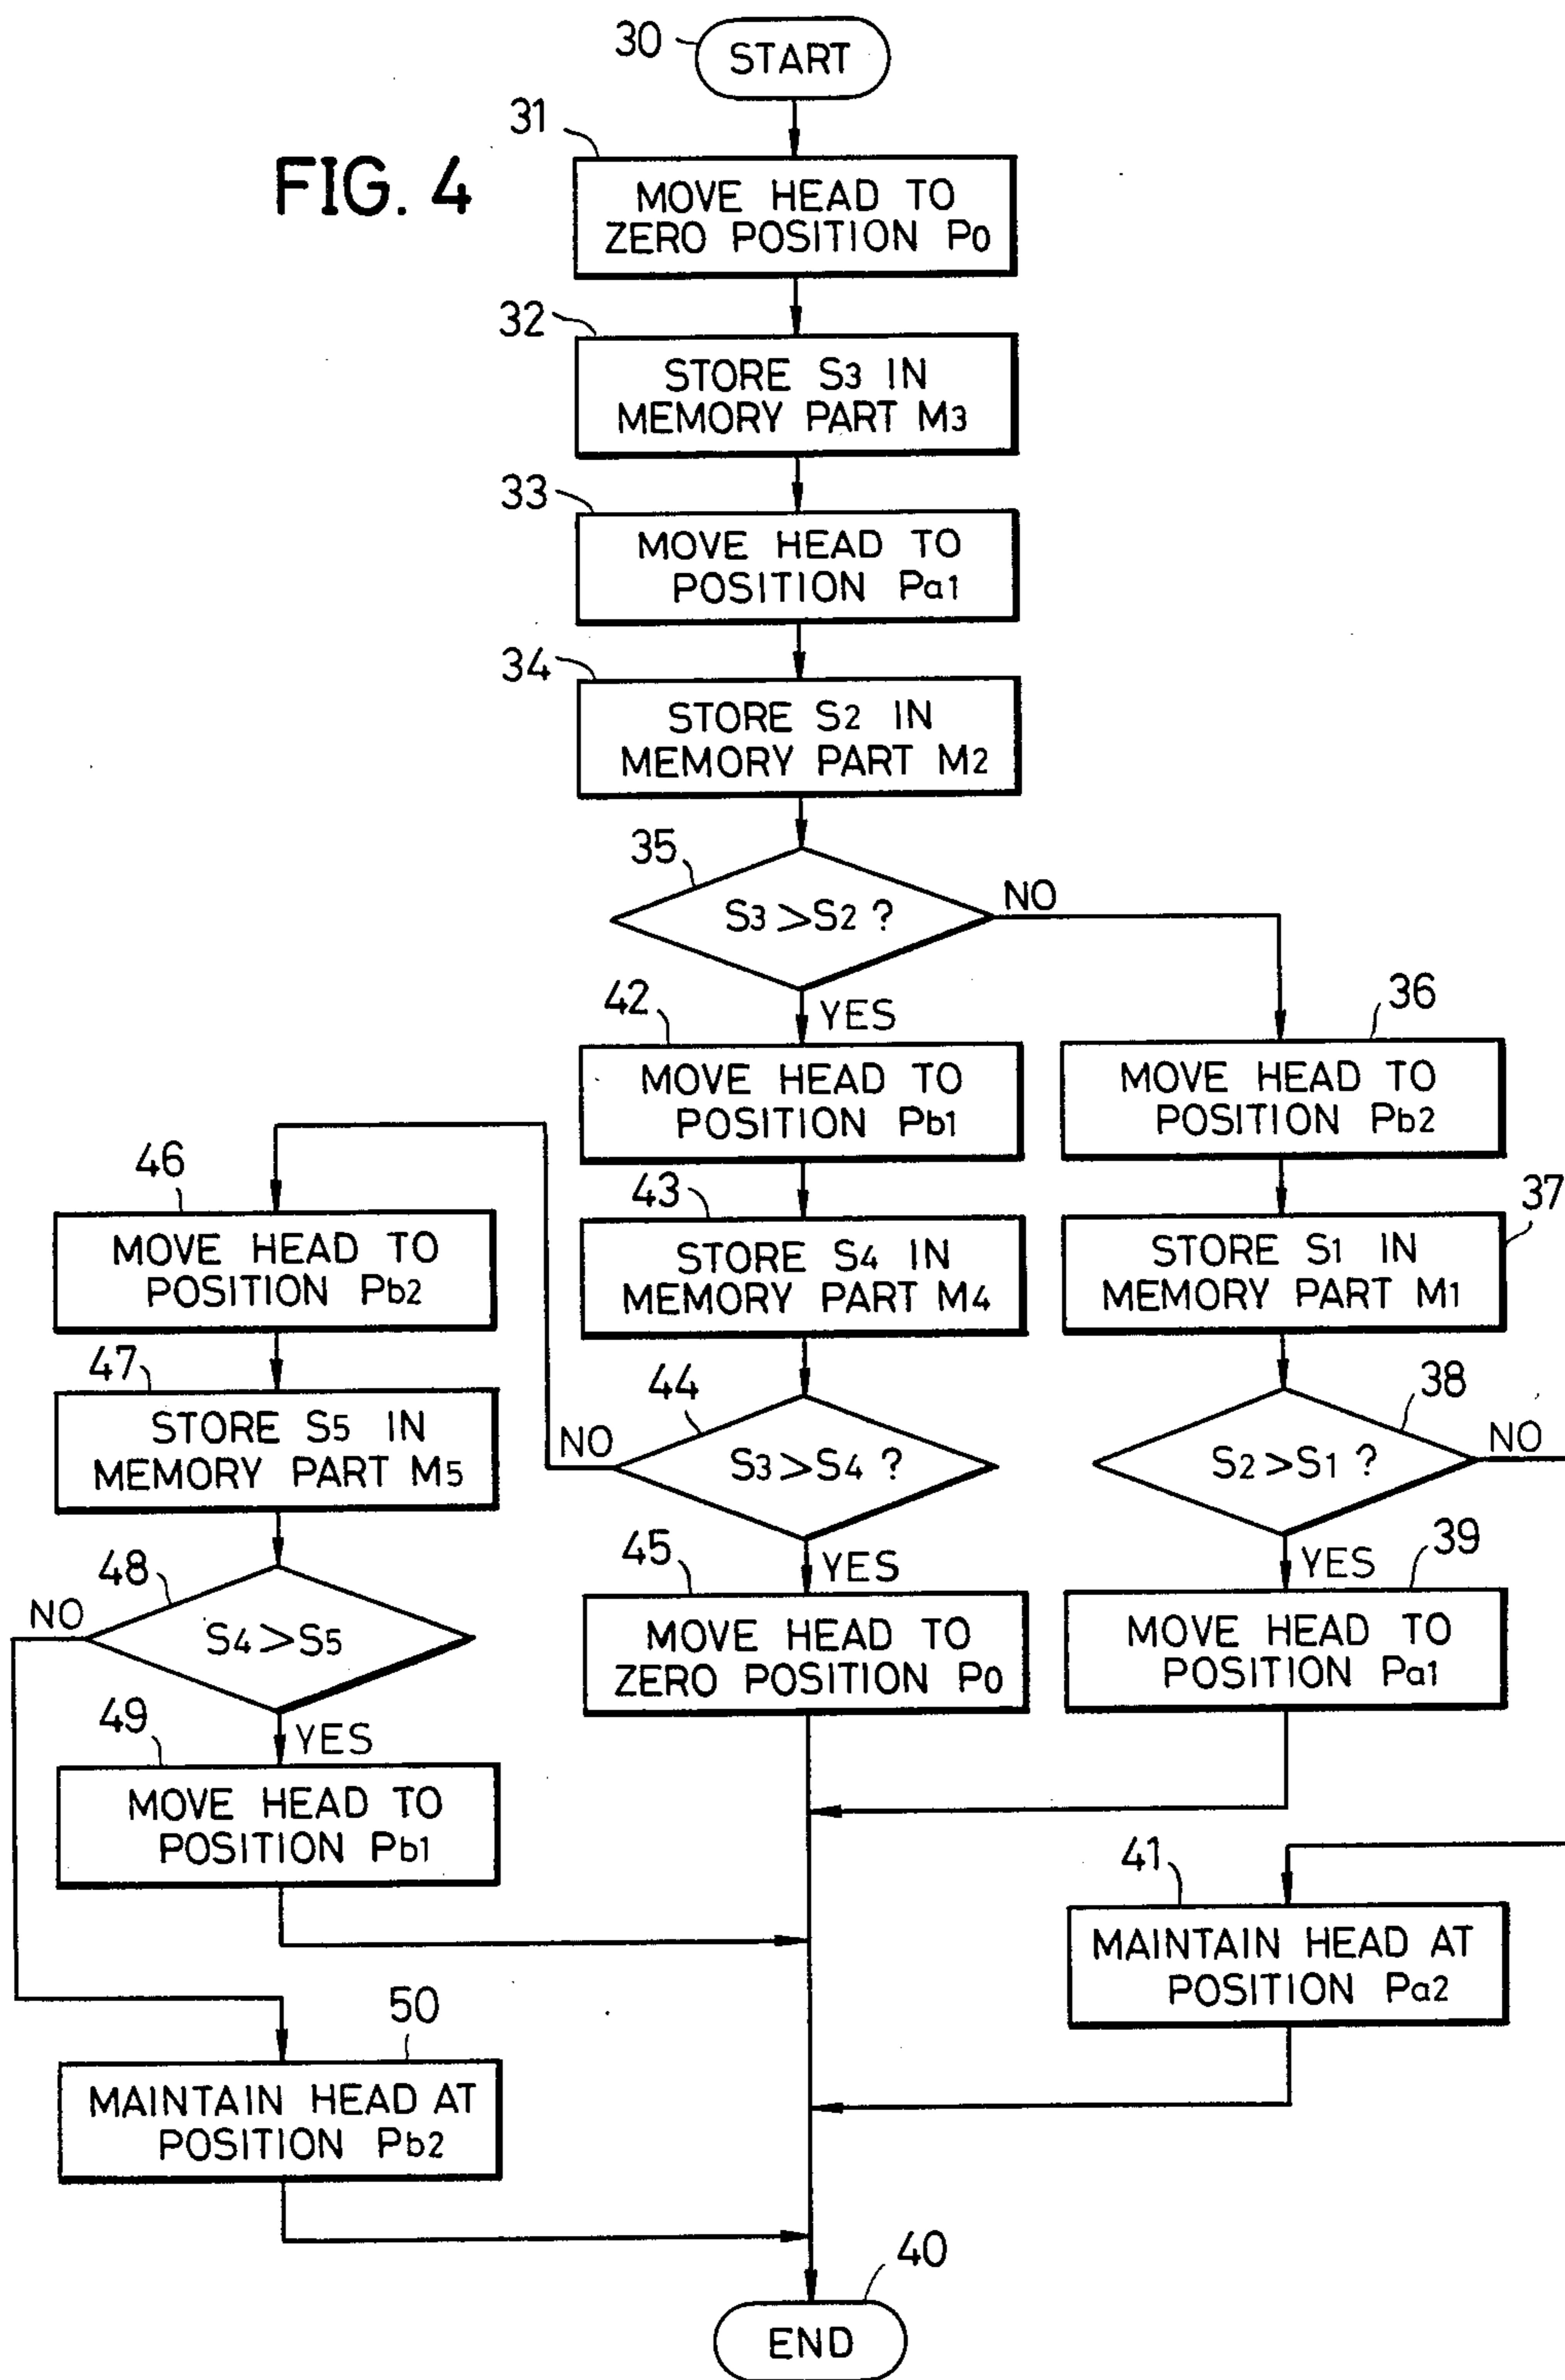 30
START
FIG. 4
31
MOVE HEAD TO
ZERO POSITION P0
32
STORE S3 IN
MEMORY PART M3
33
MOVE HEAD TO
POSITION Pa1
34
STORE S2 IN
MEMORY PART M2
35
S3 > S2 ?
NO
YES
42
MOVE HEAD TO
POSITION Pb1
36
MOVE HEAD TO
POSITION Pb2
46
MOVE HEAD TO
POSITION Pb2
43
STORE S4 IN
MEMORY PART M4
37
STORE S1 IN
MEMORY PART M1
47
STORE S5 IN
MEMORY PART M5
44
S3 > S4 ?
NO
YES
38
S2 > S1 ?
NO
YES
48
S4 > S5
NO
YES
45
MOVE HEAD TO
ZERO POSITION P0
39
MOVE HEAD TO
POSITION Pa1
49
MOVE HEAD TO
POSITION Pb1
41
MAINTAIN HEAD AT
POSITION Pa2
50
MAINTAIN HEAD AT
POSITION Pb2
40
END